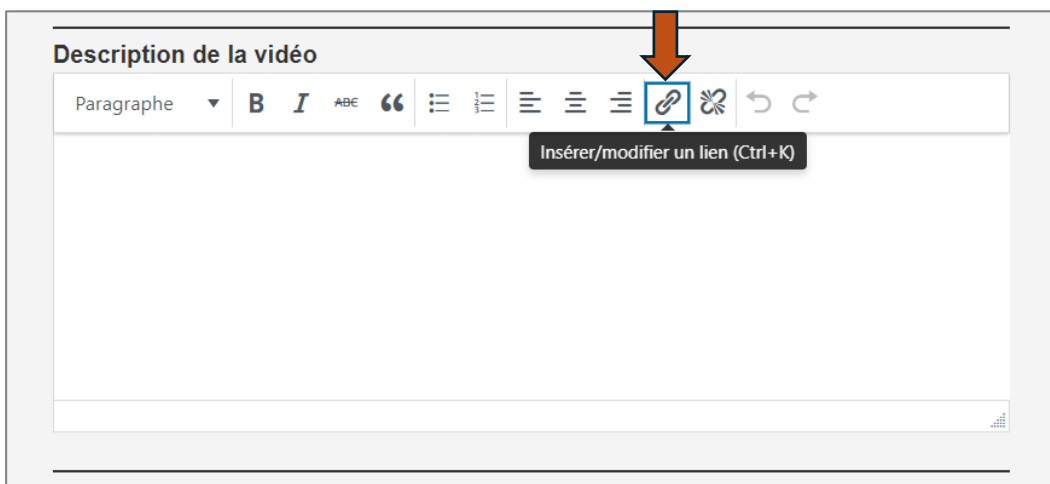 Description de la vidéo
Paragraphe B I ABC
Insérer/modifier un lien (Ctrl+K)